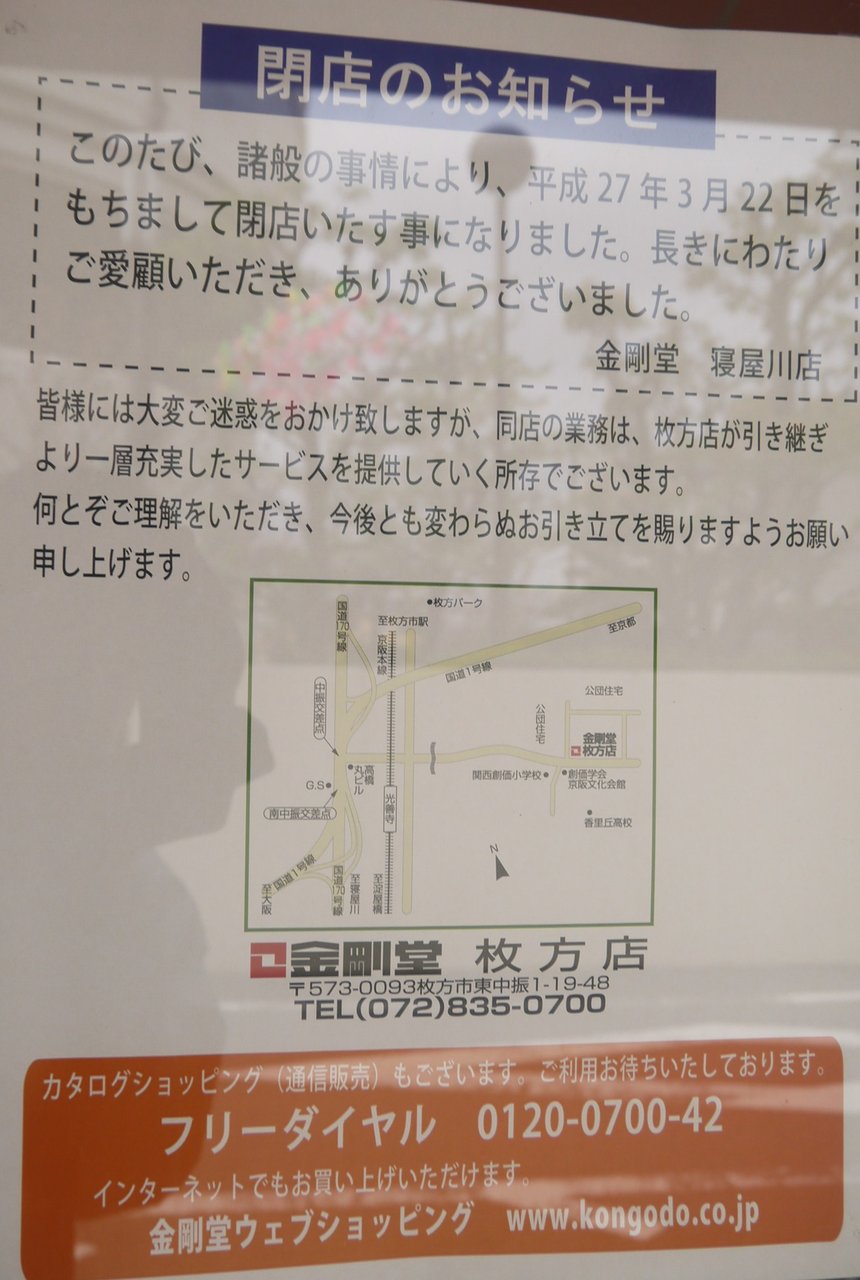 閉店のお知らせ
このたび、諸般の事情により、平成27年3月22日を
もちまして閉店いたす事になりました。長きにわたり
ご愛顧いただき、ありがとうございました。
金剛堂 寝屋川店
皆様には大変ご迷惑をおかけ致しますが、同店の業務は、枚方店が引き継ぎ
より一層充実したサービスを提供していく所存でございます。
何とぞご理解をいただき、今後とも変わらぬお引き立てを賜りますようお願い
申し上げます。
国道170号線
至枚方市駅
京阪本線
●枚方パーク
至京都
国道1号線
中振交差点
公団住宅
公団住宅
金剛堂
枚方店
高橋
丸ビル
G.S
関西創価小学校
創価学会
京阪文化会館
南中振交差点
光善寺
香里丘高校
N
国道1号線
至大阪
国道170号線
至寝屋川
至淀屋橋
金剛堂 枚方店
〒573-0093枚方市東中振1-19-48
TEL(072)835-0700
カタログショッピング（通信販売）もございます。ご利用お待ちいたしております。
フリーダイヤル 0120-0700-42
インターネットでもお買い上げいただけます。
金剛堂ウェブショッピング www.kongodo.co.jp